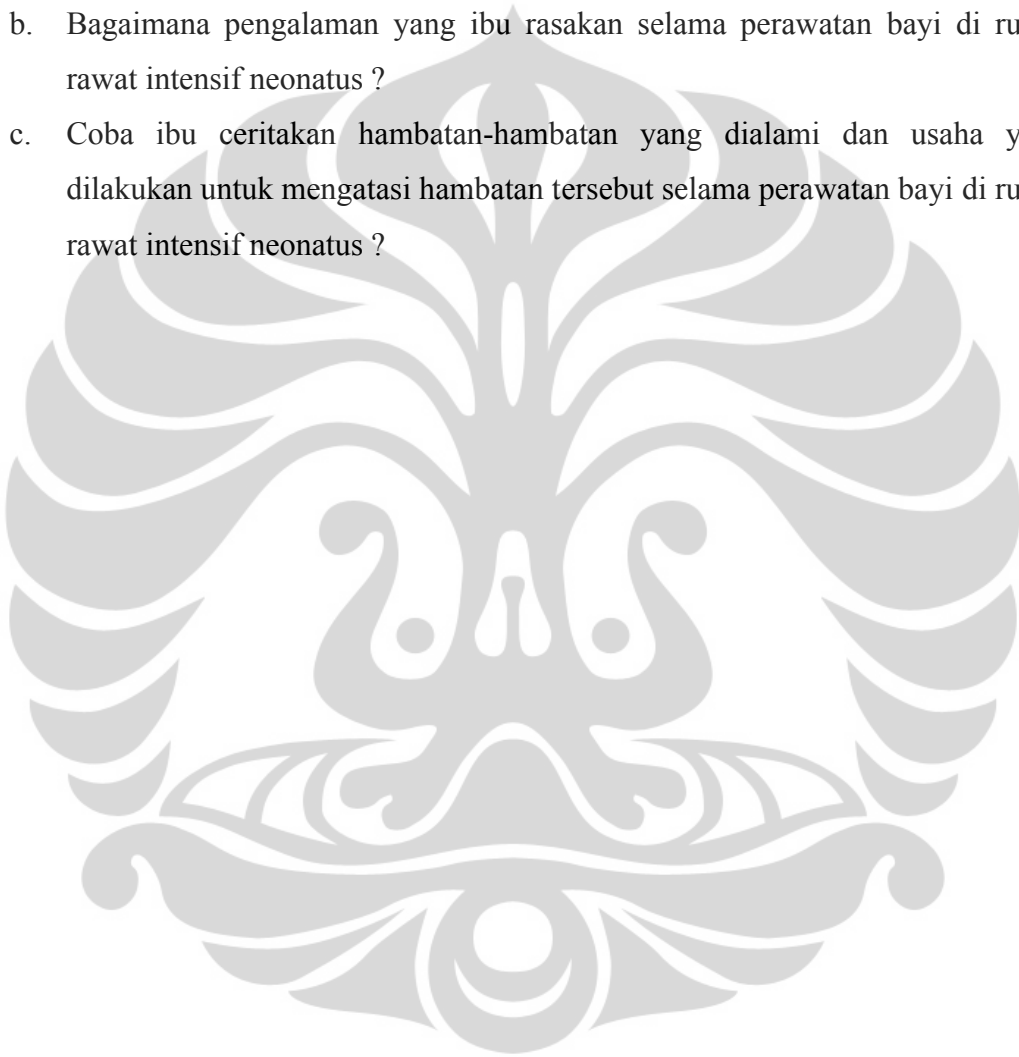 b. Bagaimana pengalaman yang ibu rasakan selama perawatan bayi di ru
rawat intensif neonatus ?
c. Coba ibu ceritakan hambatan-hambatan yang dialami dan usaha y
dilakukan untuk mengatasi hambatan tersebut selama perawatan bayi di ru
rawat intensif neonatus ?